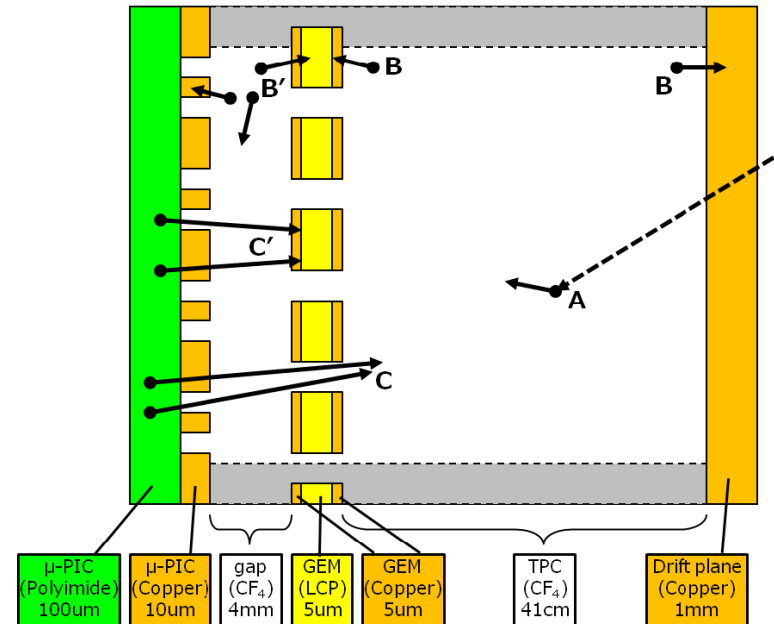 B
B′
B
A
C′
C
μ-PIC
(Polyimide)
100um
μ-PIC
(Copper)
10um
gap
(CF₄)
4mm
GEM
(LCP)
5um
GEM
(Copper)
5um
TPC
(CF₄)
41cm
Drift plane
(Copper)
1mm